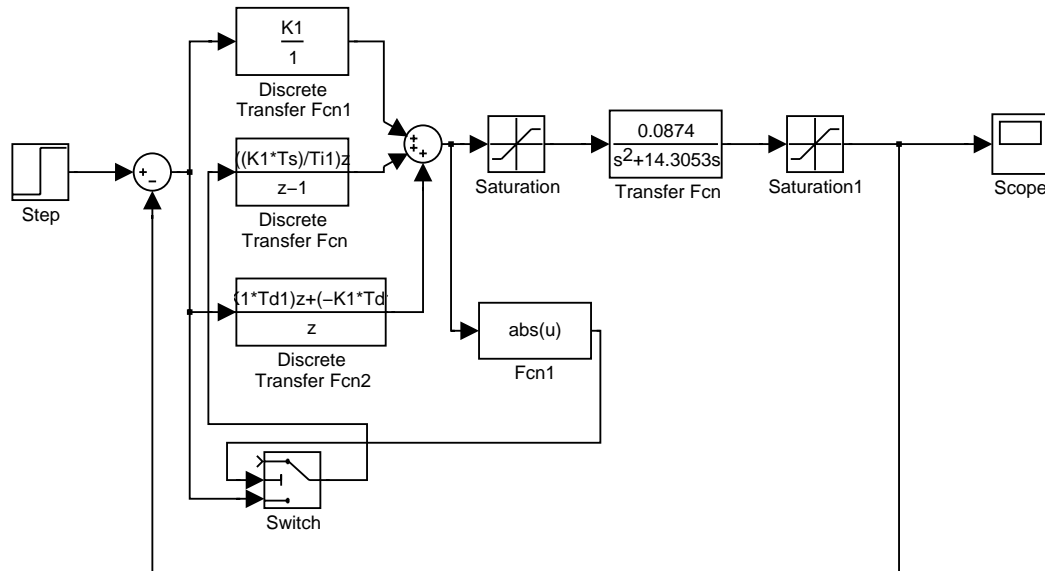 K1
1
Discrete
Transfer Fcn1
Step
+
−
((K1*Ts)/Ti1)z
z−1
Discrete
Transfer Fcn
1*Td1)z+(−K1*Td
z
Discrete
Transfer Fcn2
+
+
+
Saturation
0.0874
s²+14.3053s
Transfer Fcn
Saturation1
Scope
abs(u)
Fcn1
Switch